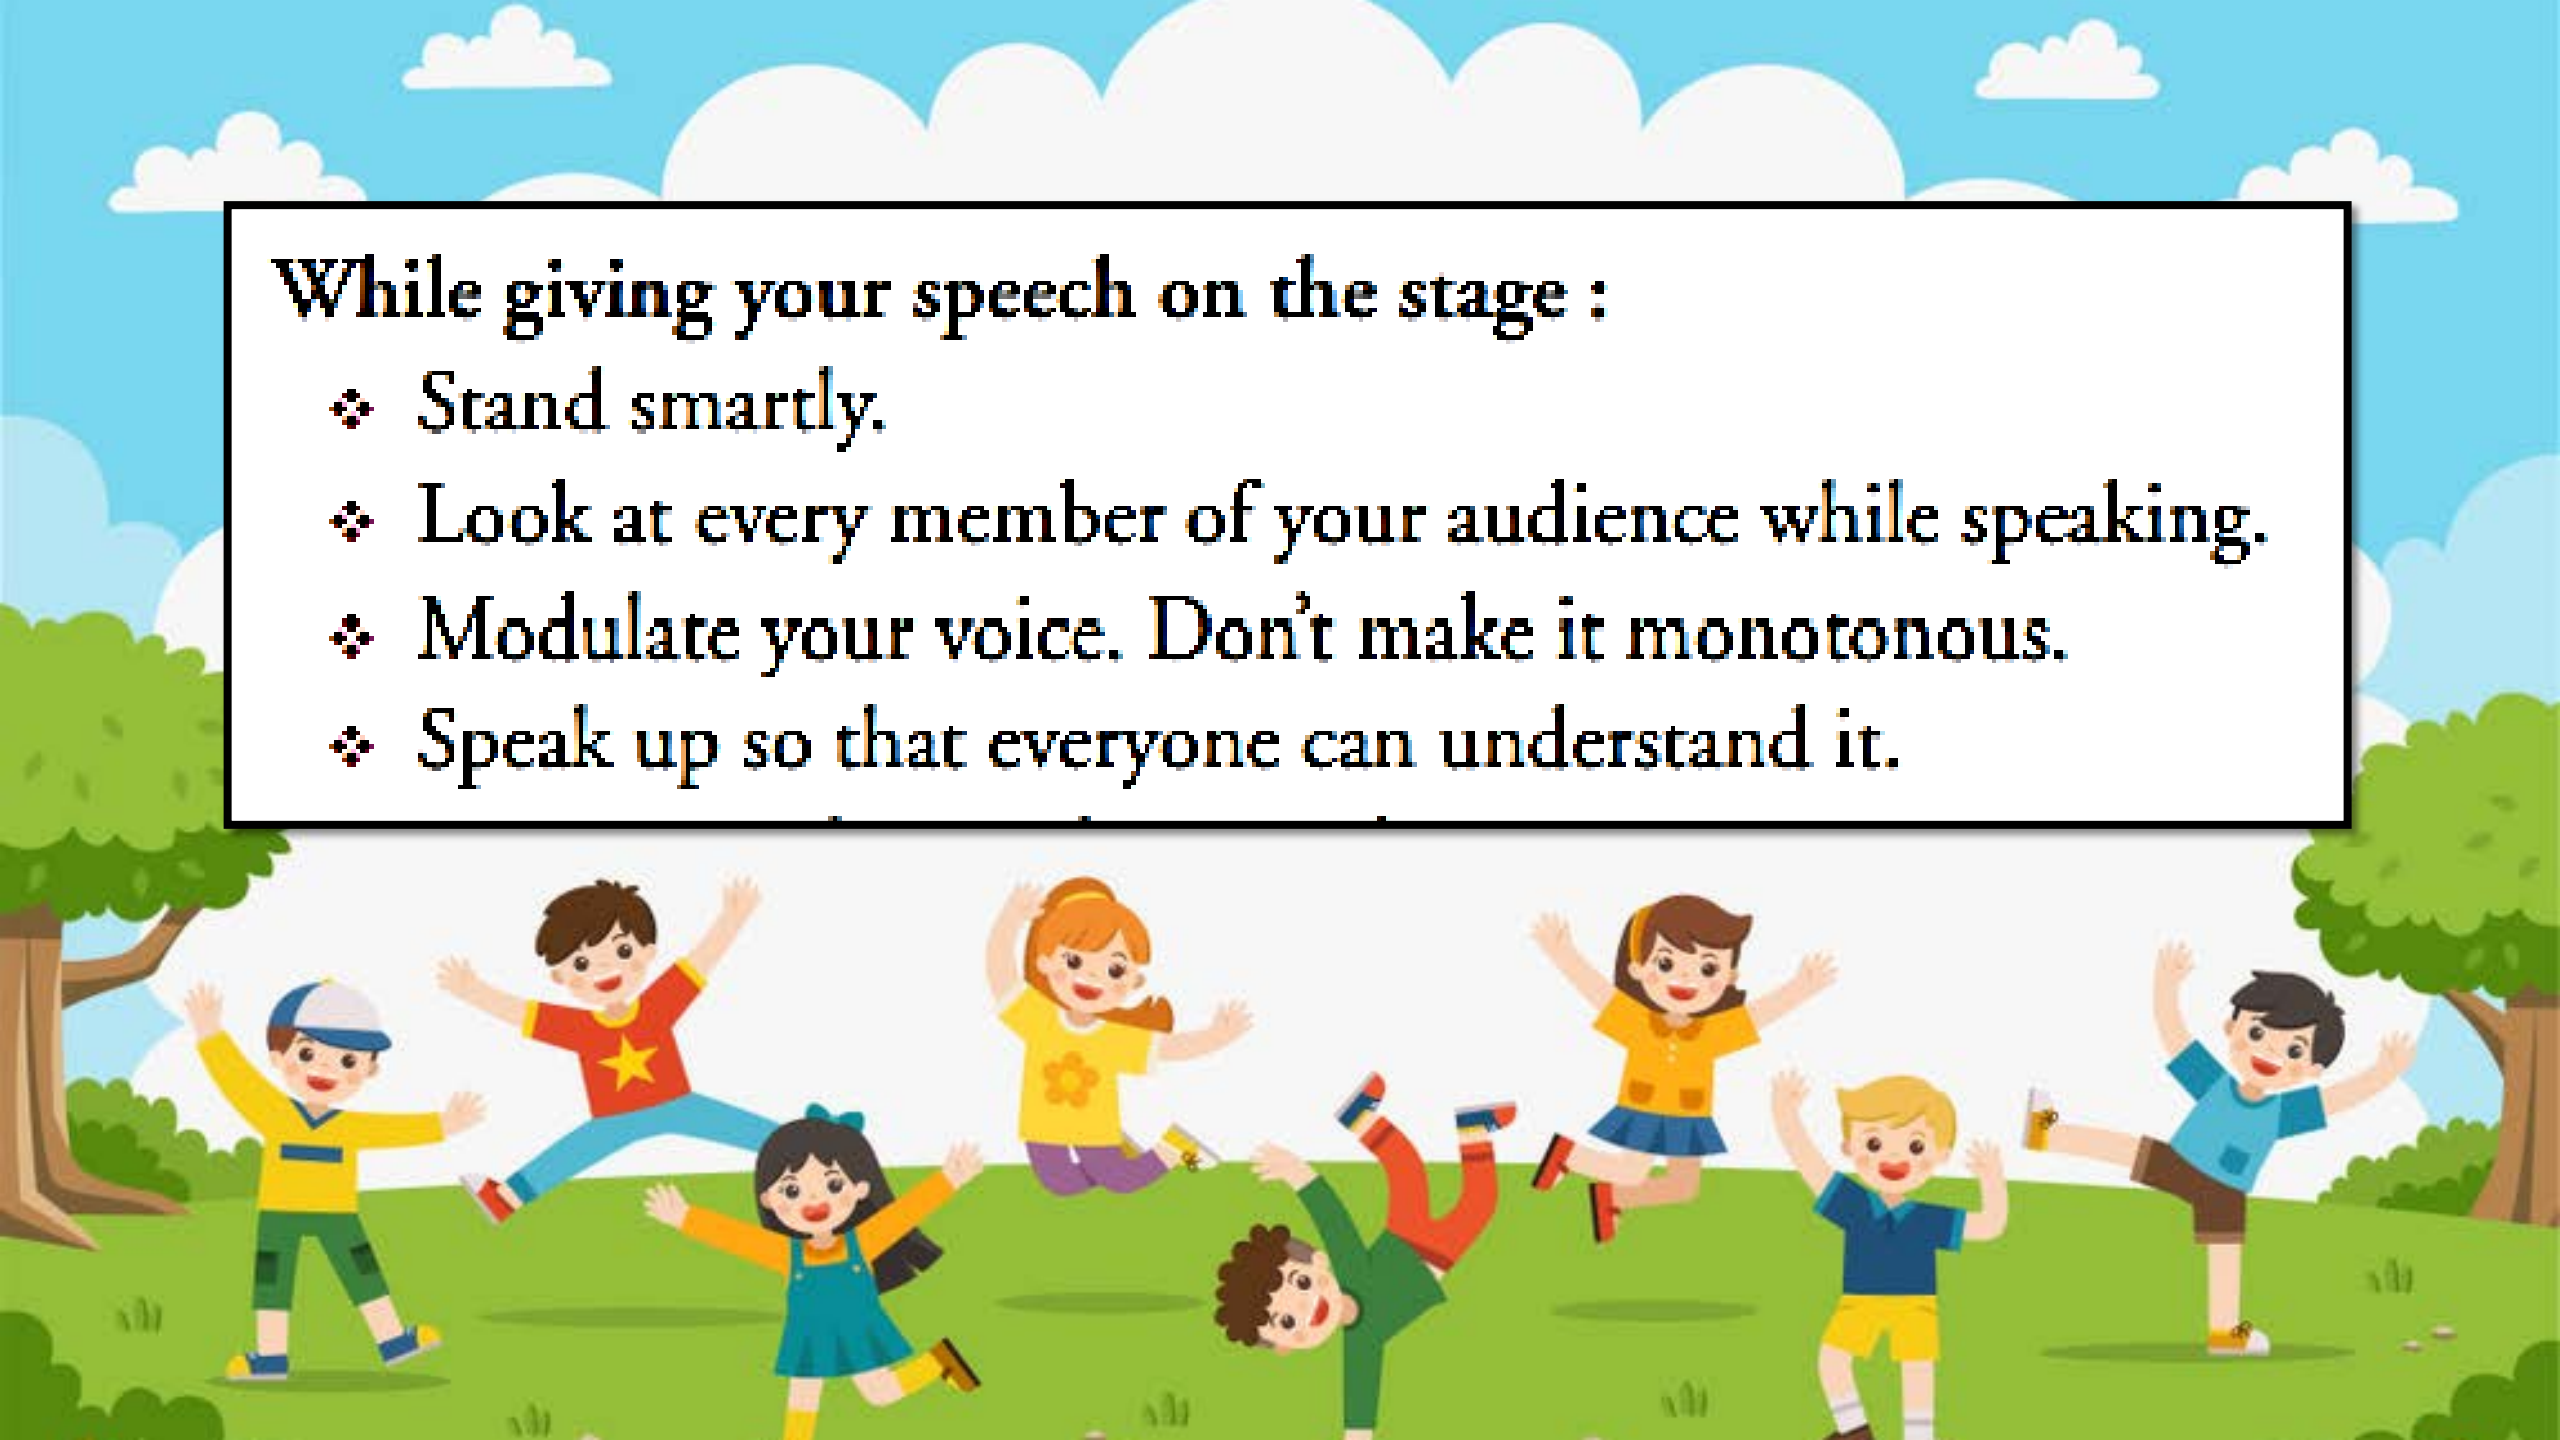 While giving your speech on the stage :
❖ Stand smartly.
❖ Look at every member of your audience while speaking.
❖ Modulate your voice. Don’t make it monotonous.
❖ Speak up so that everyone can understand it.